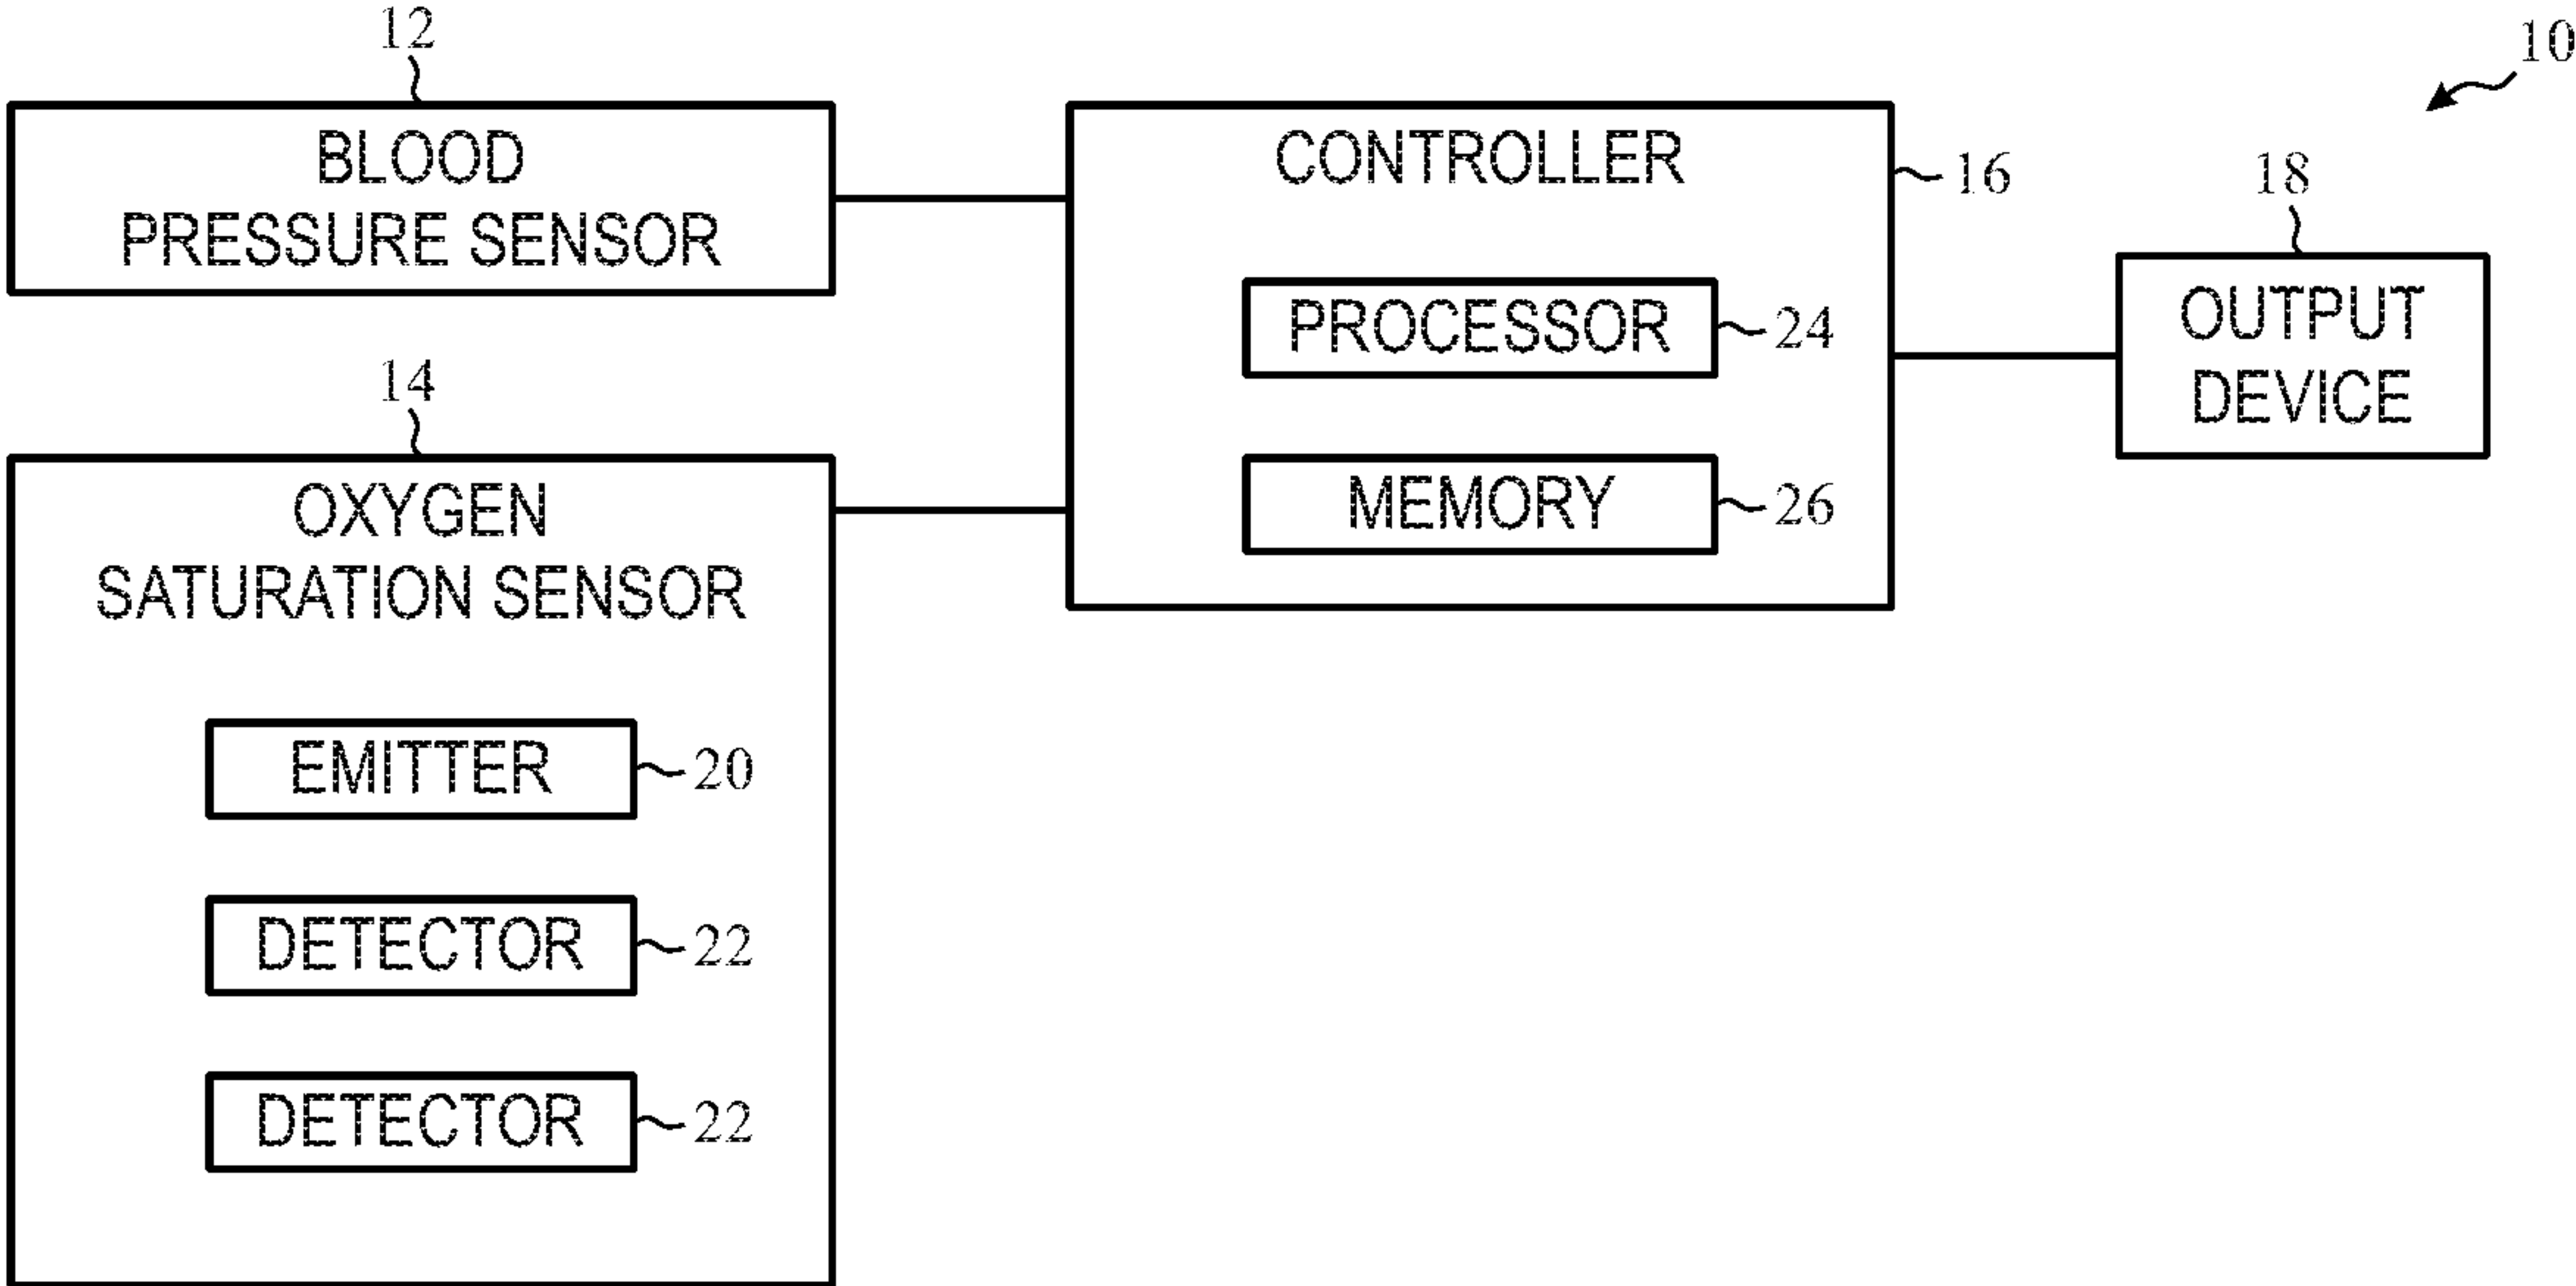 12
10
BLOOD
PRESSURE SENSOR
CONTROLLER
16
18
PROCESSOR
24
OUTPUT
DEVICE
14
MEMORY
26
OXYGEN
SATURATION SENSOR
EMITTER
20
DETECTOR
22
DETECTOR
22